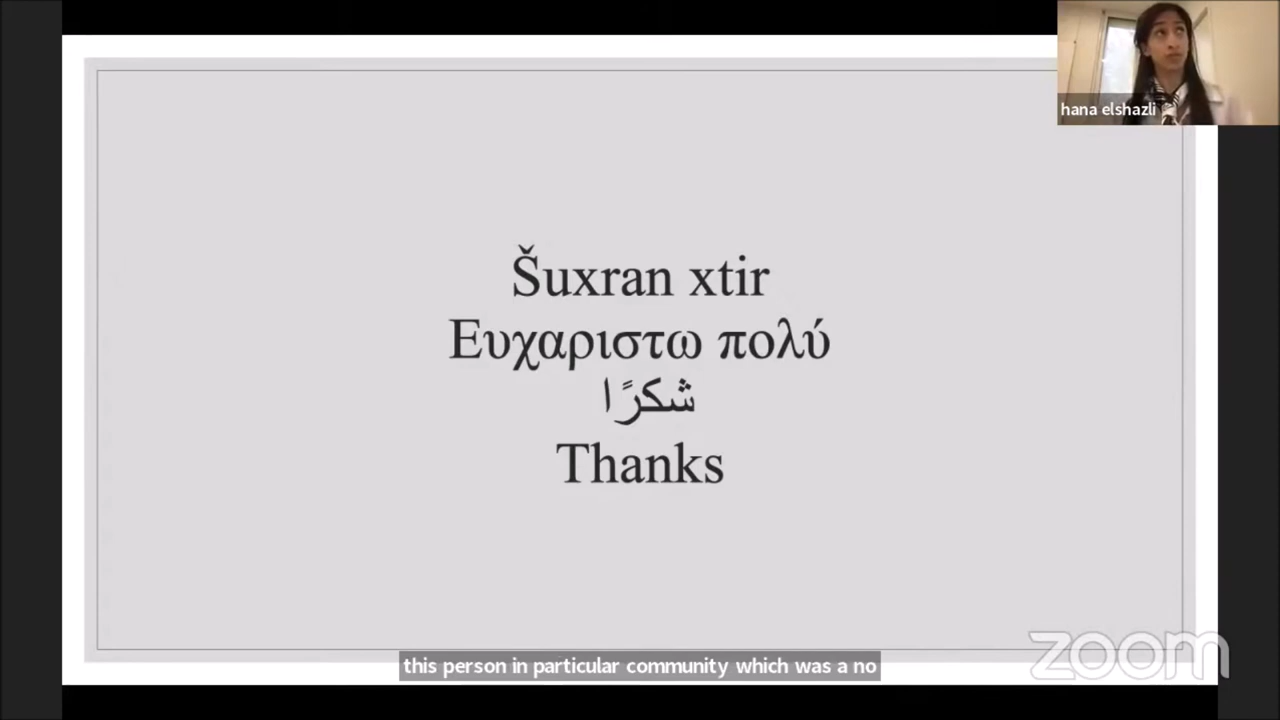 hana elshazli
Šuxran xtir
Ευχαριστω πολύ
شكرًا
Thanks
this person in particular community which was a no
zoom